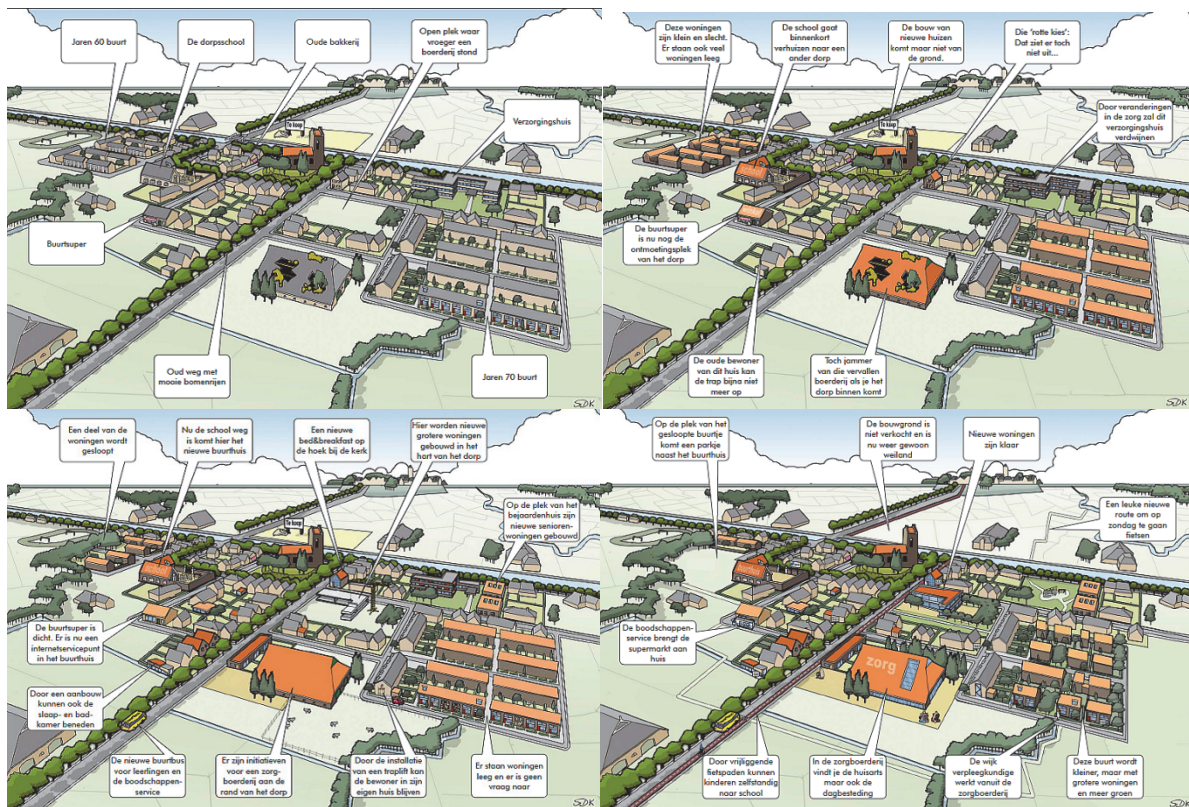 Jaren 60 buurt
De dorpsschool
Oude bakkerij
Open plek waar
vroeger een
boerderij stond
Te koop
Verzorgingshuis
Buurtsuper
Oud weg met
mooie bomenrijen
Jaren 70 buurt
SDK
Deze woningen
zijn klein en slecht.
Er staan ook veel
woningen leeg
De school gaat
binnenkort
verhuizen naar een
ander dorp
De bouw van
nieuwe huizen
komt maar niet van
de grond.
Die ‘rotte kies’:
Dat ziet er toch
niet uit...
Te koop
Door veranderingen
in de zorg zal dit
verzorgingshuis
verdwijnen
school
De buurtsuper
is nu nog de
ontmoetingsplek
van het dorp
De oude bewoner
van dit huis kan
de trap bijna niet
meer op
Toch jammer
van die vervallen
boerderij als je het
dorp binnen komt
SDK
Een deel van de
woningen wordt
gesloopt
Nu de school weg
is komt hier het
nieuwe buurthuis
Een nieuwe
bed&breakfast op
de hoek bij de kerk
Hier worden nieuwe
grotere woningen
gebouwd in het
hart van het dorp
Te koop
Op de plek van het
bejaardenhuis zijn
nieuwe senioren-
woningen gebouwd
De buurtsuper is
dicht. Er is nu een
internetservicepunt
in het buurthuis
Door een aanbouw
kunnen ook de
slaap- en bad-
kamer beneden
De nieuwe buurtbus
voor leerlingen en
de boodschappen-
service
Er zijn initiatieven
voor een zorg-
boerderij aan de
rand van het dorp
Door de installatie
van een traplift kan
de bewoner in zijn
eigen huis blijven
Er staan woningen
leeg en er is geen
vraag naar
SDK
Op de plek van het
gesloopte buurtje
komt een parkje
naast het buurthuis
De bouwgrond is
niet verkocht en is
nu weer gewoon
weiland
Nieuwe woningen
zijn klaar
Een leuke nieuwe
route om op
zondag te gaan
fietsen
De boodschappen-
service brengt de
supermarkt aan
huis
zorg
Door vrijliggende
fietspaden kunnen
kinderen zelfstandig
naar school
In de zorgboerderij
vindt je de huisarts
maar ook de
dagbesteding
De wijk
verpleegkundige
werkt vanuit de
zorgboerderij
Deze buurt wordt
kleiner, maar met
grotere woningen
en meer groen
SDK